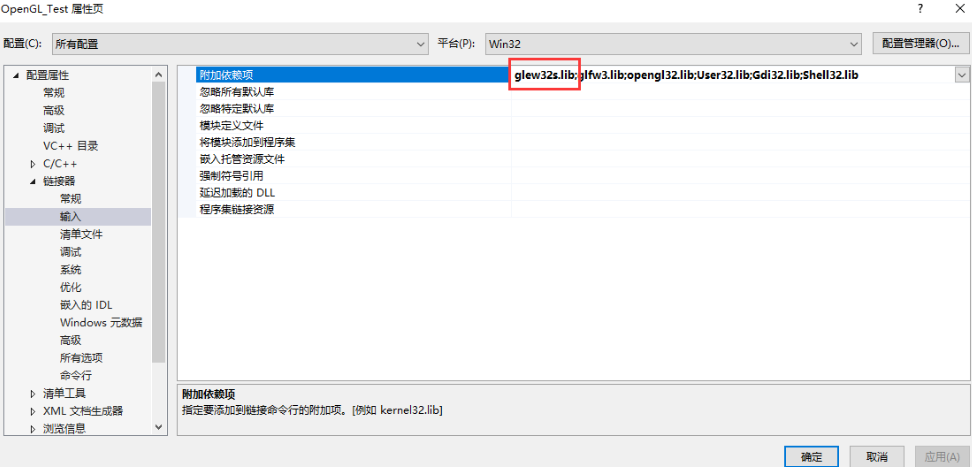 OpenGL_Test 属性页
? ×
配置(C): 所有配置 平台(P): Win32 配置管理器(O)...
配置属性
常规
高级
调试
VC++ 目录
C/C++
链接器
常规
输入
清单文件
调试
系统
优化
嵌入的 IDL
Windows 元数据
高级
所有选项
命令行
清单工具
XML 文档生成器
浏览信息
附加依赖项 glew32s.lib;glfw3.lib;opengl32.lib;User32.lib;Gdi32.lib;Shell32.lib
忽略所有默认库
忽略特定默认库
模块定义文件
将模块添加到程序集
嵌入托管资源文件
强制符号引用
延迟加载的 DLL
程序集链接资源
附加依赖项
指定要添加到链接命令行的附加项。[例如 kernel32.lib]
确定 取消 应用(A)